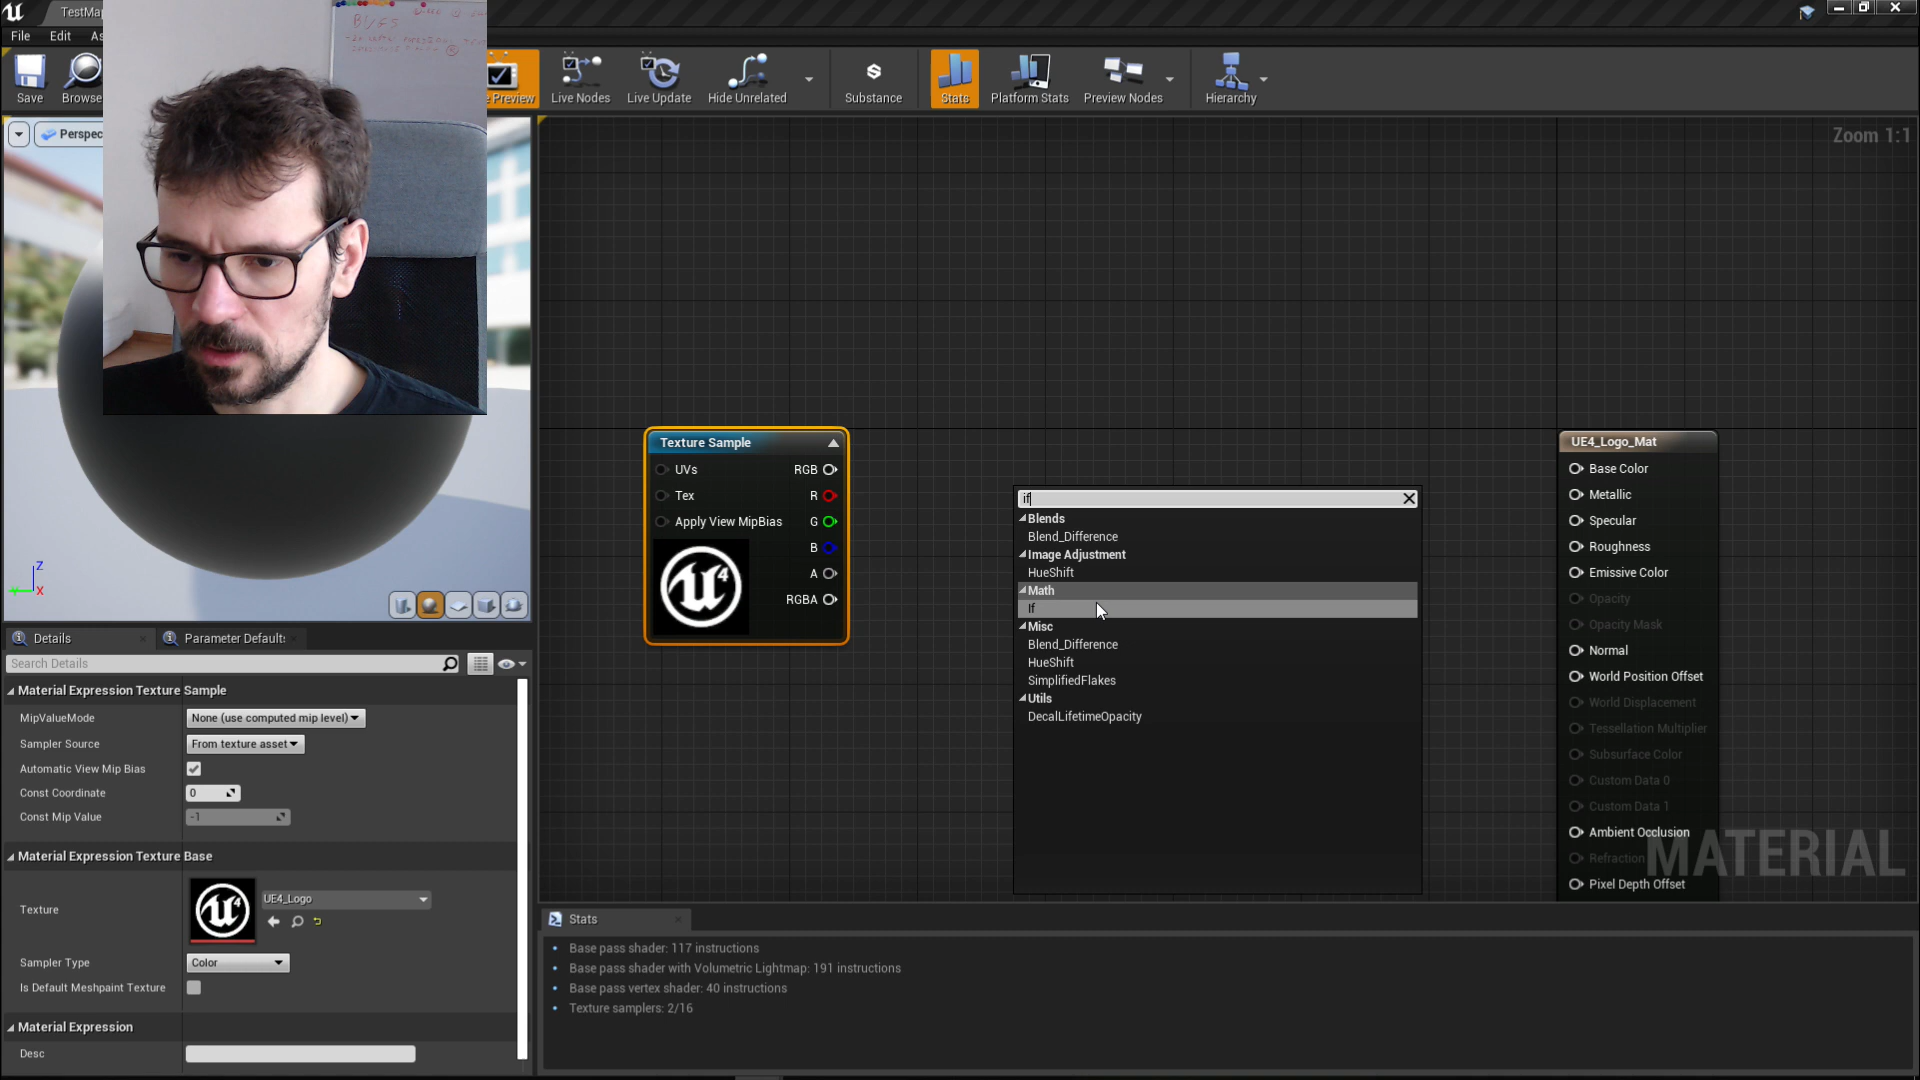 TestMap
BUGS
File Edit As
Save Browse e Preview Live Nodes Live Update Hide Unrelated Substance Stats Platform Stats Preview Nodes Hierarchy
Perspec
Zoom 1:1
Texture Sample
UVs RGB
Tex R
Apply View MipBias G
B
A
RGBA
4
if
Blends
Blend_Difference
Image Adjustment
HueShift
Math
If
Misc
Blend_Difference
HueShift
SimplifiedFlakes
Utils
DecalLifetimeOpacity
UE4_Logo_Mat
Base Color
Metallic
Specular
Roughness
Emissive Color
Opacity
Opacity Mask
Normal
World Position Offset
World Displacement
Tessellation Multiplier
Subsurface Color
Custom Data 0
Custom Data 1
Ambient Occlusion
Refraction
Pixel Depth Offset
MATERIAL
Z
Y X
Details Parameter Defaults
Search Details
Material Expression Texture Sample
MipValueMode None (use computed mip level)
Sampler Source From texture asset
Automatic View Mip Bias
Const Coordinate 0
Const Mip Value -1
Material Expression Texture Base
Texture UE4_Logo
4
Sampler Type Color
Is Default Meshpaint Texture
Material Expression
Desc
Stats
Base pass shader: 117 instructions
Base pass shader with Volumetric Lightmap: 191 instructions
Base pass vertex shader: 40 instructions
Texture samplers: 2/16